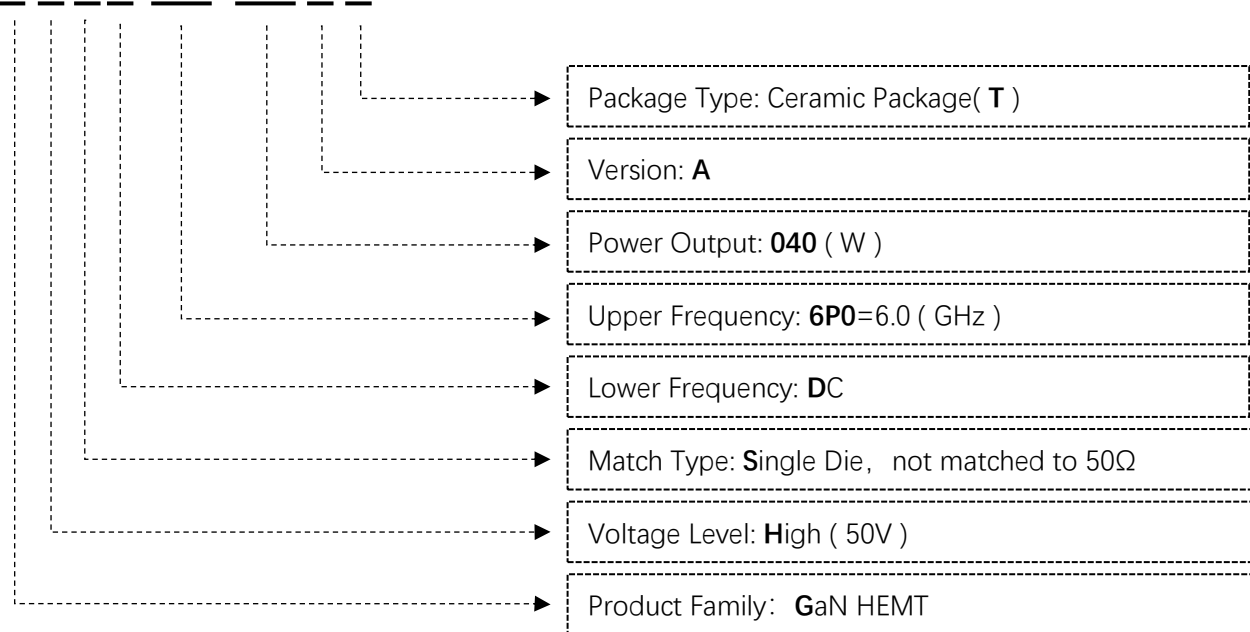 Package Type: Ceramic Package( T )
Version: A
Power Output: 040 ( W )
Upper Frequency: 6P0=6.0 ( GHz )
Lower Frequency: DC
Match Type: Single Die， not matched to 50Ω
Voltage Level: High ( 50V )
Product Family： GaN HEMT